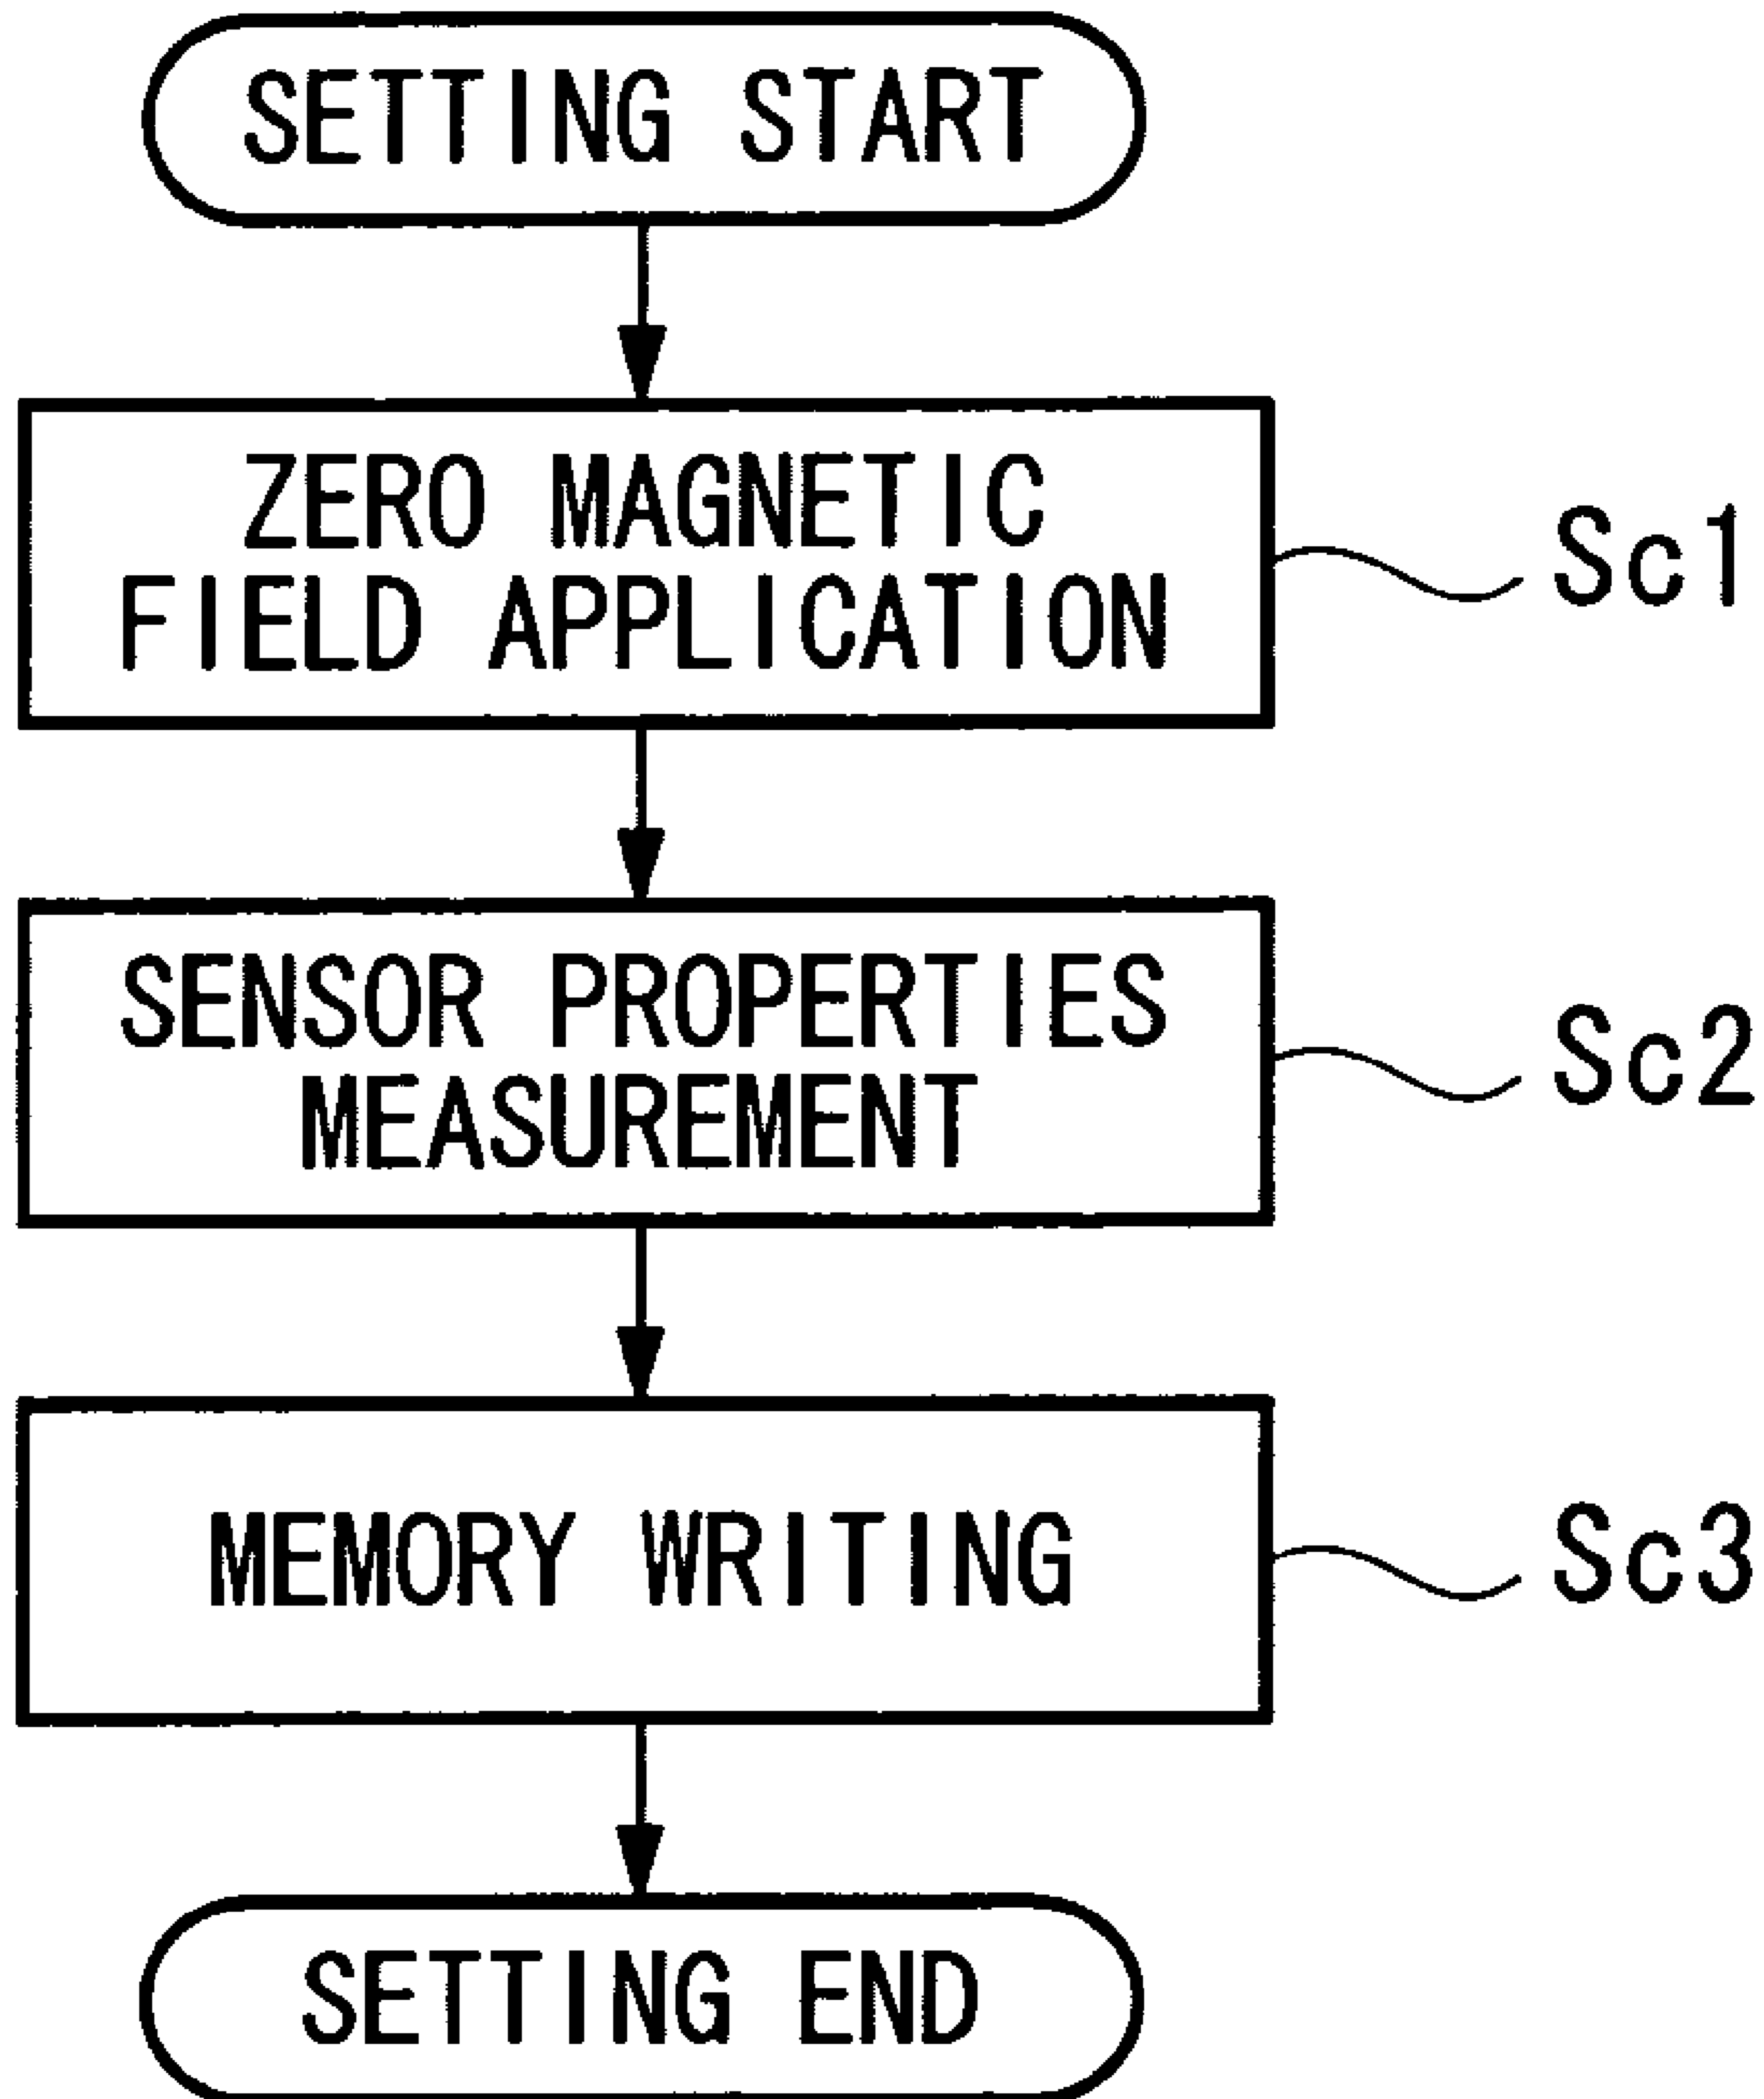 SETTING START
ZERO MAGNETIC
FIELD APPLICATION
Sc1
SENSOR PROPERTIES
MEASUREMENT
Sc2
MEMORY WRITING
Sc3
SETTING END